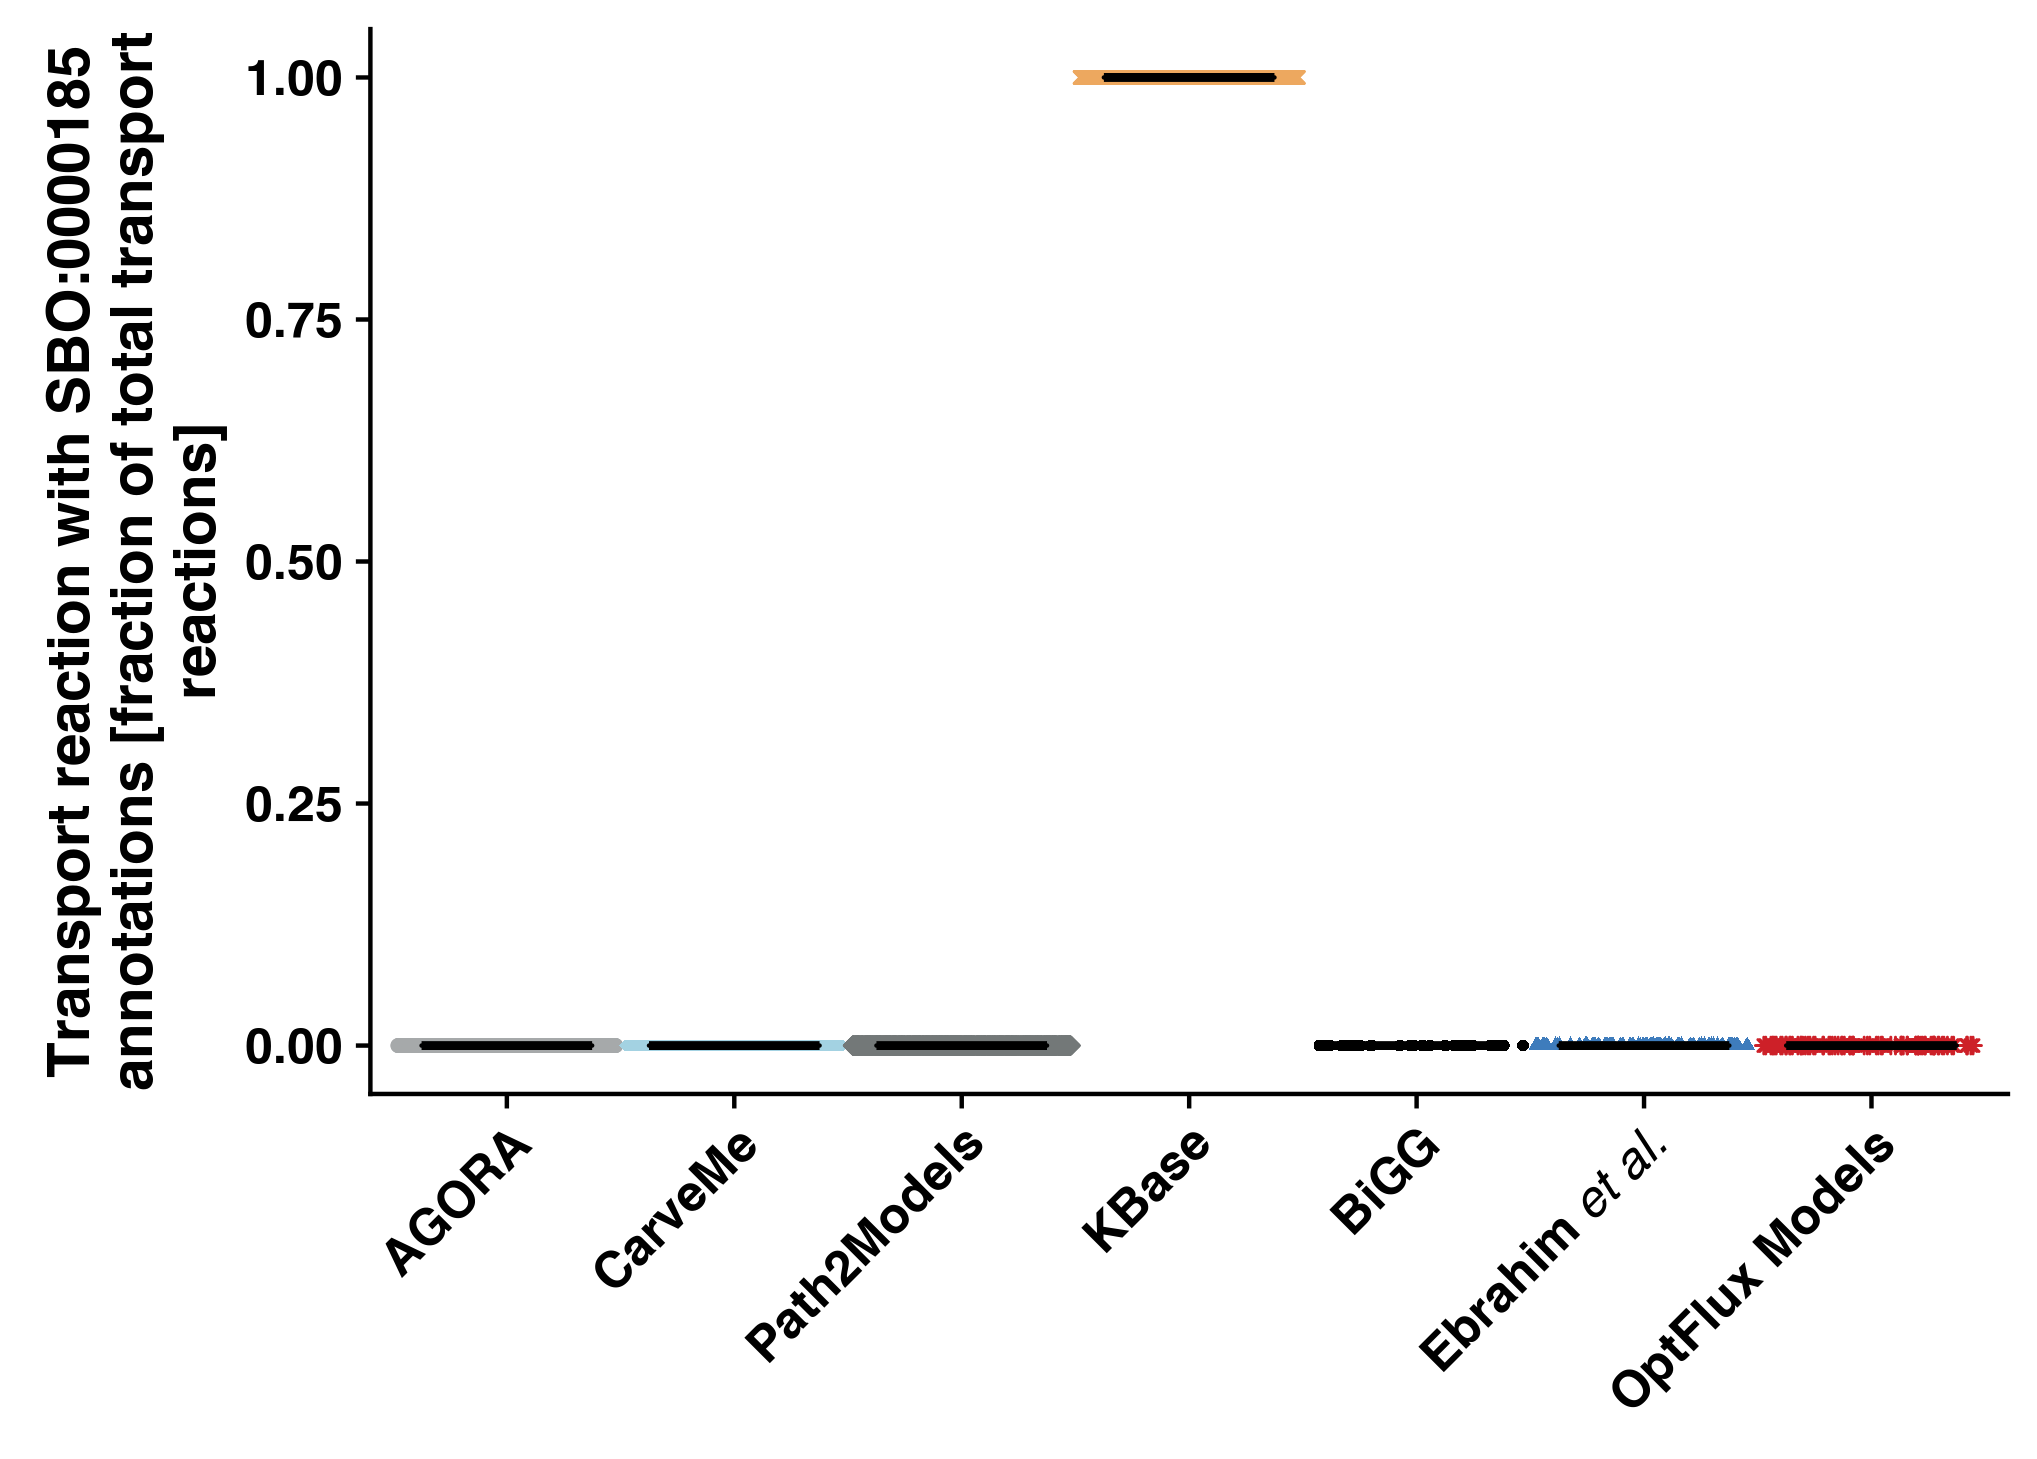 Transport reaction with SBO:0000185
annotations [fraction of total transport
reactions]
1.00
0.75
0.50
0.25
0.00
AGORA
CarveMe
Path2Models
KBase
BiGG
Ebrahim et al.
OptFlux Models